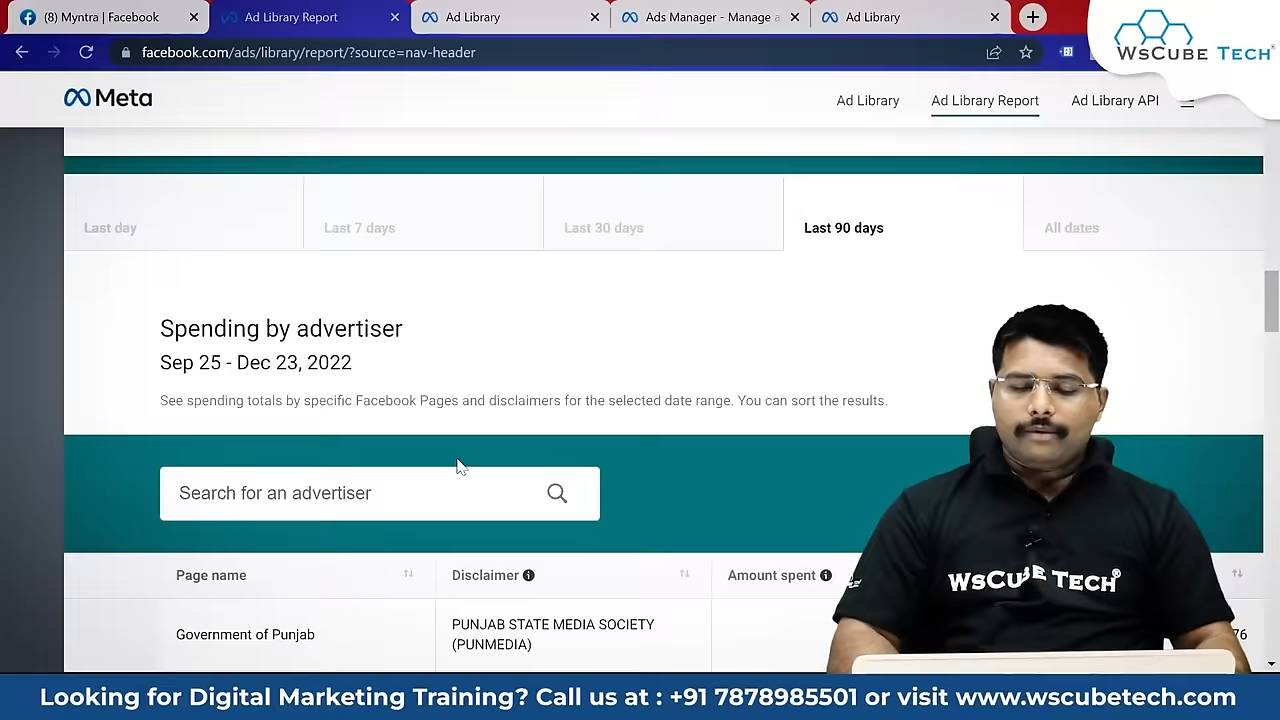 (8) Myntra | Facebook
Ad Library Report
Ad Library
Ads Manager - Manage a
Ad Library
facebook.com/ads/library/report/?source=nav-header
WsCube Tech®
Meta
Ad Library
Ad Library Report
Ad Library API
Last day
Last 7 days
Last 30 days
Last 90 days
All dates
Spending by advertiser
Sep 25 - Dec 23, 2022
See spending totals by specific Facebook Pages and disclaimers for the selected date range. You can sort the results.
Search for an advertiser
Page name
Disclaimer
Amount spent
Government of Punjab
PUNJAB STATE MEDIA SOCIETY
(PUNMEDIA)
76
WsCube Tech®
Looking for Digital Marketing Training? Call us at : +91 7878985501 or visit www.wscubetech.com